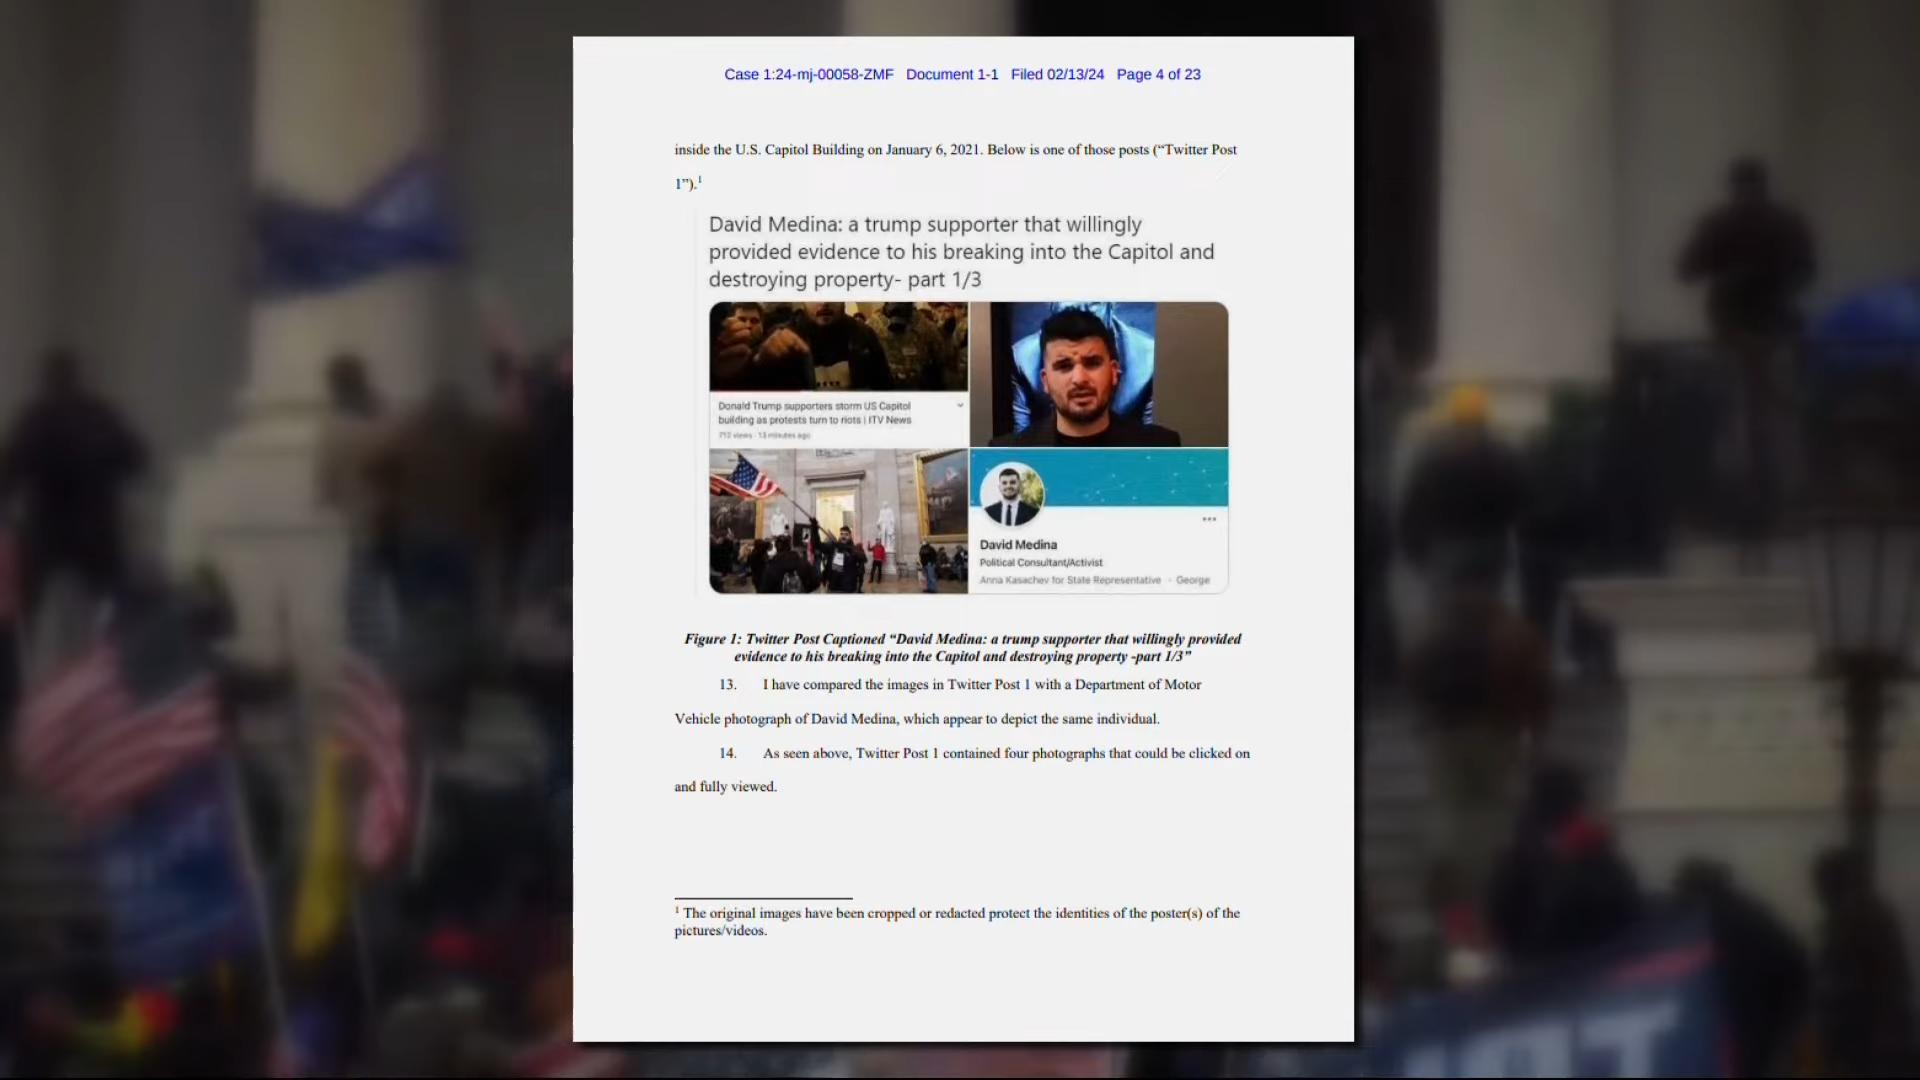 Case 1:24-mj-00058-ZMF Document 1-1 Filed 02/13/24 Page 4 of 23
inside the U.S. Capitol Building on January 6, 2021. Below is one of those posts (“Twitter Post
1”).1
David Medina: a trump supporter that willingly
provided evidence to his breaking into the Capitol and
destroying property- part 1/3
Donald Trump supporters storm US Capitol
building as protests turn to riots | ITV News
712 views · 13 minutes ago
David Medina
Political Consultant/Activist
Anna Kasachev for State Representative · George
Figure 1: Twitter Post Captioned “David Medina: a trump supporter that willingly provided
evidence to his breaking into the Capitol and destroying property -part 1/3”
13. I have compared the images in Twitter Post 1 with a Department of Motor
Vehicle photograph of David Medina, which appear to depict the same individual.
14. As seen above, Twitter Post 1 contained four photographs that could be clicked on
and fully viewed.
1 The original images have been cropped or redacted protect the identities of the poster(s) of the
pictures/videos.